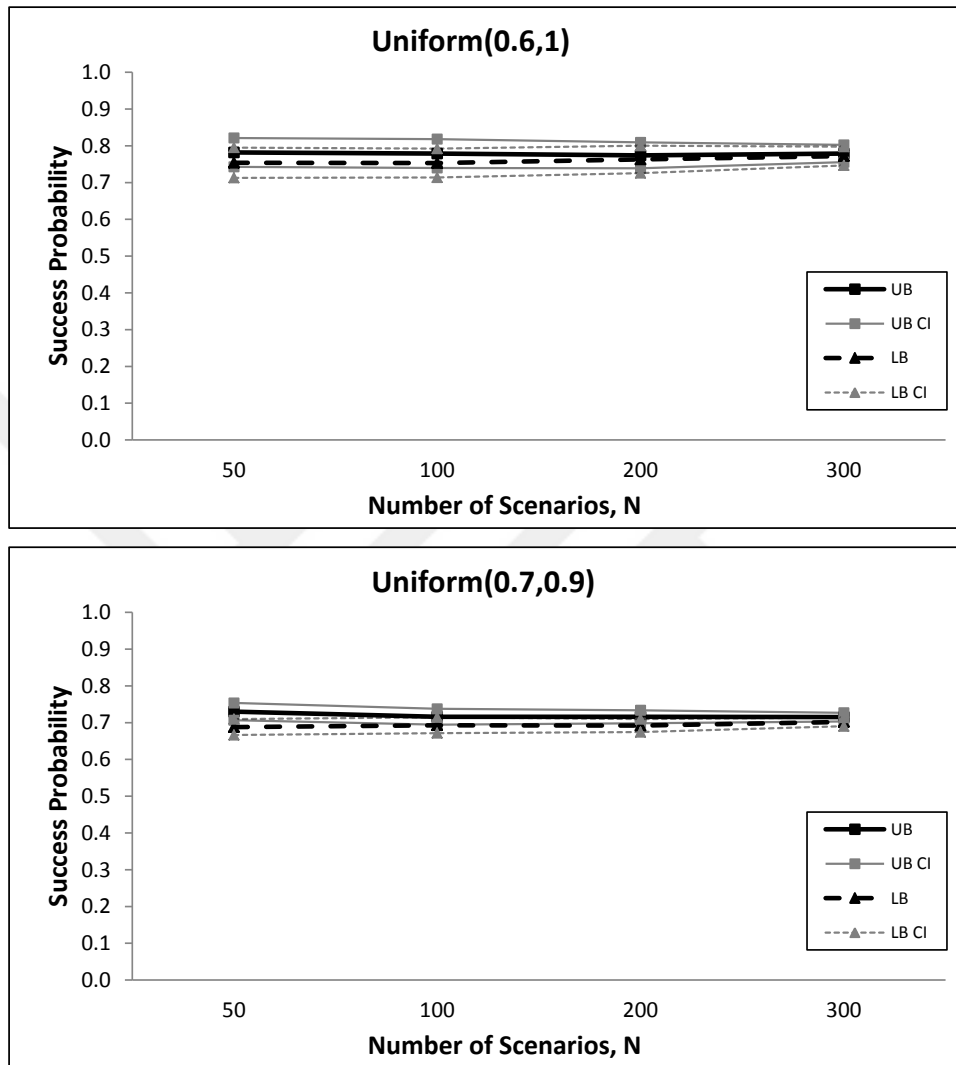 Uniform(0.6,1)
1.0
0.9
0.8
0.7
0.6
0.5
0.4
0.3
0.2
0.1
0.0
Success Probability
50 100 200 300
Number of Scenarios, N
UB
UB CI
LB
LB CI
Uniform(0.7,0.9)
1.0
0.9
0.8
0.7
0.6
0.5
0.4
0.3
0.2
0.1
0.0
Success Probability
50 100 200 300
Number of Scenarios, N
UB
UB CI
LB
LB CI